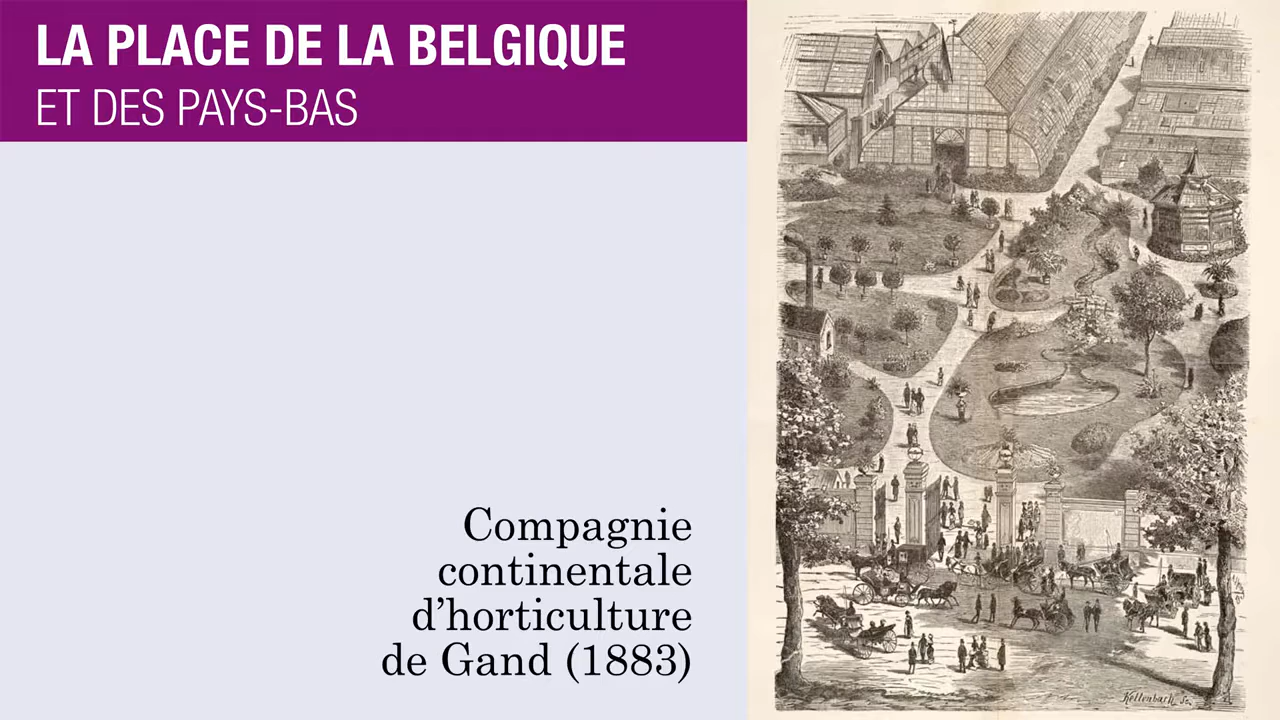 LA PLACE DE LA BELGIQUE
ET DES PAYS-BAS
Compagnie
continentale
d’horticulture
de Gand (1883)
Kellenbach sc.